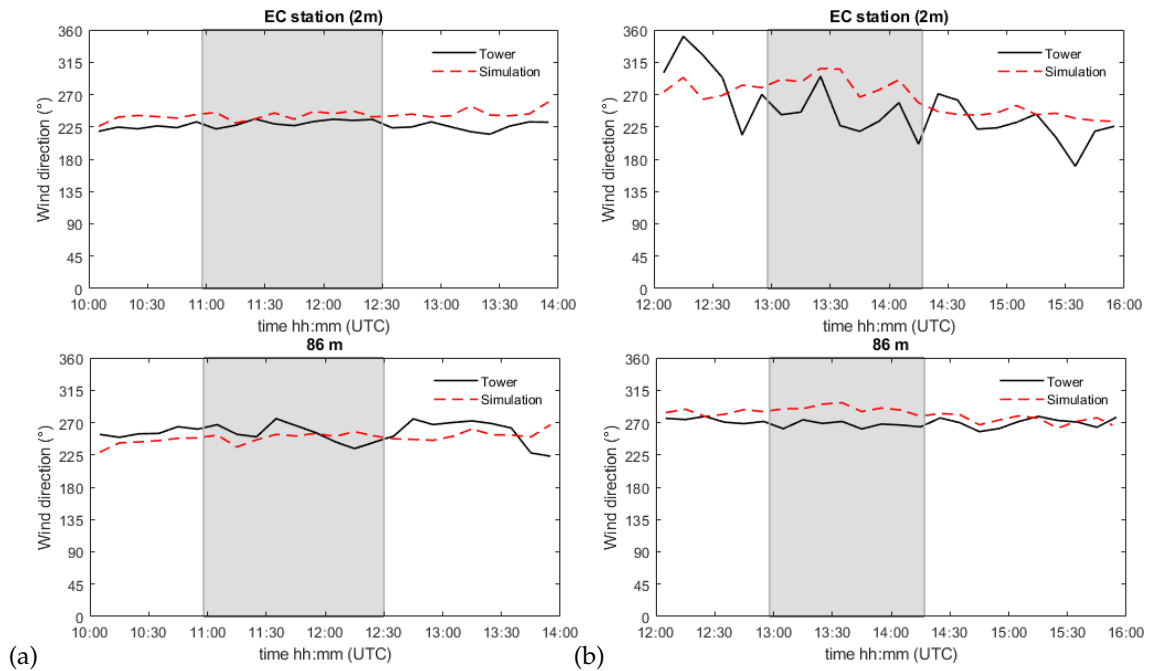 EC station (2m)
360
315
270
225
180
135
90
45
0
Wind direction (°)
Tower
Simulation
10:00 10:30 11:00 11:30 12:00 12:30 13:00 13:30 14:00
time hh:mm (UTC)
EC station (2m)
360
315
270
225
180
135
90
45
0
Wind direction (°)
Tower
Simulation
12:00 12:30 13:00 13:30 14:00 14:30 15:00 15:30 16:00
time hh:mm (UTC)
86 m
360
315
270
225
180
135
90
45
0
Wind direction (°)
Tower
Simulation
10:00 10:30 11:00 11:30 12:00 12:30 13:00 13:30 14:00
time hh:mm (UTC)
(a)
86 m
360
315
270
225
180
135
90
45
0
Wind direction (°)
Tower
Simulation
12:00 12:30 13:00 13:30 14:00 14:30 15:00 15:30 16:00
time hh:mm (UTC)
(b)